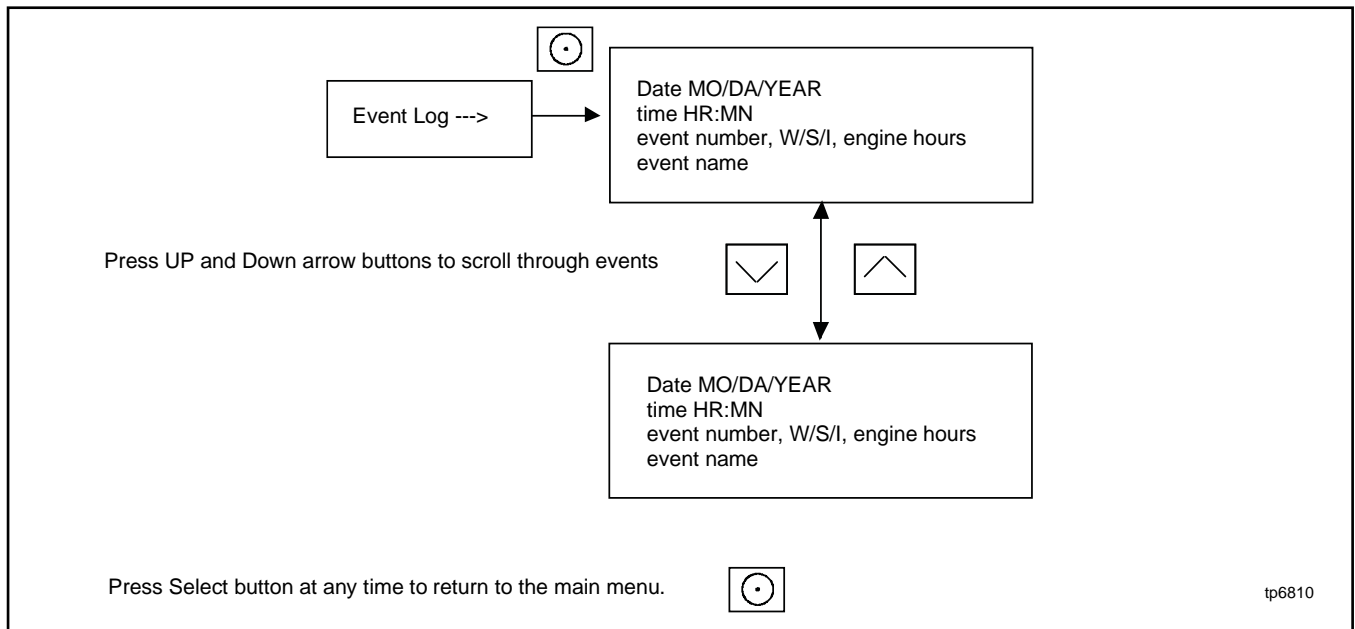 Event Log --->
Date MO/DA/YEAR
time HR:MN
event number, W/S/I, engine hours
event name
Press UP and Down arrow buttons to scroll through events
Date MO/DA/YEAR
time HR:MN
event number, W/S/I, engine hours
event name
Press Select button at any time to return to the main menu.
tp6810